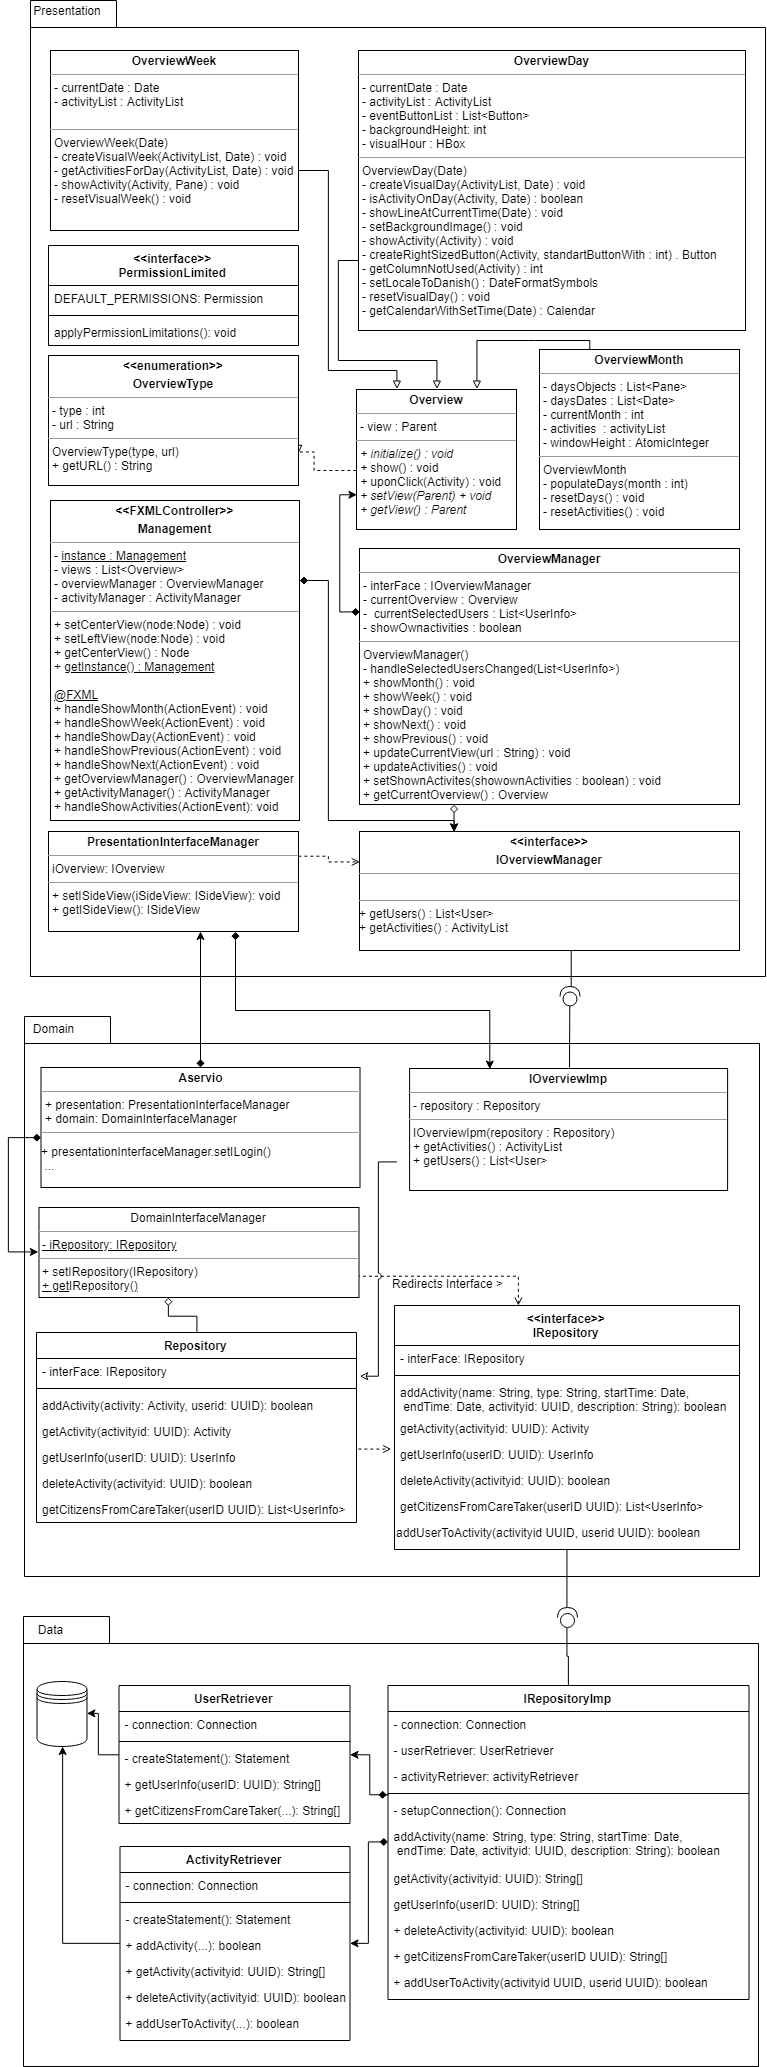 Presentation
OverviewWeek
- currentDate : Date
- activityList : ActivityList
OverviewWeek(Date)
- createVisualWeek(ActivityList, Date) : void
- getActivitiesForDay(ActivityList, Date) : void
- showActivity(Activity, Pane) : void
- resetVisualWeek() : void
OverviewDay
- currentDate : Date
- activityList : ActivityList
- eventButtonList : List<Button>
- backgroundHeight: int
- visualHour : HBox
OverviewDay(Date)
- createVisualDay(ActivityList, Date) : void
- isActivityOnDay(Activity, Date) : boolean
- showLineAtCurrentTime(Date) : void
- setBackgroundImage() : void
- showActivity(Activity) : void
- createRightSizedButton(Activity, standartButtonWith : int) . Button
- getColumnNotUsed(Activity) : int
- setLocaleToDanish() : DateFormatSymbols
- resetVisualDay() : void
- getCalendarWithSetTime(Date) : Calendar
<<interface>>
PermissionLimited
DEFAULT_PERMISSIONS: Permission
applyPermissionLimitations(): void
<<enumeration>>
OverviewType
- type : int
- url : String
OverviewType(type, url)
+ getURL() : String
Overview
- view : Parent
+ initialize() : void
+ show() : void
+ uponClick(Activity) : void
+ setView(Parent) + void
+ getView() : Parent
OverviewMonth
- daysObjects : List<Pane>
- daysDates : List<Date>
- currentMonth : int
- activities  : activityList
- windowHeight : AtomicInteger
OverviewMonth
- populateDays(month : int)
- resetDays() : void
- resetActivities() : void
<<FXMLController>>
Management
- instance : Management
- views : List<Overview>
- overviewManager : OverviewManager
- activityManager : ActivityManager
+ setCenterView(node:Node) : void
+ setLeftView(node:Node) : void
+ getCenterView() : Node
+ getInstance() : Management
@FXML
+ handleShowMonth(ActionEvent) : void
+ handleShowWeek(ActionEvent) : void
+ handleShowDay(ActionEvent) : void
+ handleShowPrevious(ActionEvent) : void
+ handleShowNext(ActionEvent) : void
+ getOverviewManager() : OverviewManager
+ getActivityManager() : ActivityManager
+ handleShowActivities(ActionEvent): void
OverviewManager
- interFace : IOverviewManager
- currentOverview : Overview
-  currentSelectedUsers : List<UserInfo>
- showOwnactivities : boolean
OverviewManager()
- handleSelectedUsersChanged(List<UserInfo>)
+ showMonth() : void
+ showWeek() : void
+ showDay() : void
+ showNext() : void
+ showPrevious() : void
+ updateCurrentView(url : String) : void
+ updateActivities() : void
+ setShownActivites(showownActivities : boolean) : void
+ getCurrentOverview() : Overview
PresentationInterfaceManager
iOverview: IOverview
+ setISideView(iSideView: ISideView): void
+ getISideView(): ISideView
<<interface>>
IOverviewManager
+ getUsers() : List<User>
+ getActivities() : ActivityList
Domain
Aservio
+ presentation: PresentationInterfaceManager
+ domain: DomainInterfaceManager
+ presentationInterfaceManager.setILogin()
...
IOverviewImp
- repository : Repository
IOverviewIpm(repository : Repository)
+ getActivities() : ActivityList
+ getUsers() : List<User>
DomainInterfaceManager
- iRepository: IRepository
+ setIRepository(IRepository)
+ getIRepository()
Redirects Interface >
Repository
- interFace: IRepository
addActivity(activity: Activity, userid: UUID): boolean
getActivity(activityid: UUID): Activity
getUserInfo(userID: UUID): UserInfo
deleteActivity(activityid: UUID): boolean
getCitizensFromCareTaker(userID UUID): List<UserInfo>
<<interface>>
IRepository
- interFace: IRepository
addActivity(name: String, type: String, startTime: Date,
endTime: Date, activityid: UUID, description: String): boolean
getActivity(activityid: UUID): Activity
getUserInfo(userID: UUID): UserInfo
deleteActivity(activityid: UUID): boolean
getCitizensFromCareTaker(userID UUID): List<UserInfo>
addUserToActivity(activityid UUID, userid UUID): boolean
Data
UserRetriever
- connection: Connection
- createStatement(): Statement
+ getUserInfo(userID: UUID): String[]
+ getCitizensFromCareTaker(...): String[]
ActivityRetriever
- connection: Connection
- createStatement(): Statement
+ addActivity(...): boolean
+ getActivity(activityid: UUID): String[]
+ deleteActivity(activityid: UUID): boolean
+ addUserToActivity(...): boolean
IRepositoryImp
- connection: Connection
- userRetriever: UserRetriever
- activityRetriever: activityRetriever
- setupConnection(): Connection
addActivity(name: String, type: String, startTime: Date,
endTime: Date, activityid: UUID, description: String): boolean
getActivity(activityid: UUID): String[]
getUserInfo(userID: UUID): String[]
+ deleteActivity(activityid: UUID): boolean
+ getCitizensFromCareTaker(userID UUID): String[]
+ addUserToActivity(activityid UUID, userid UUID): boolean